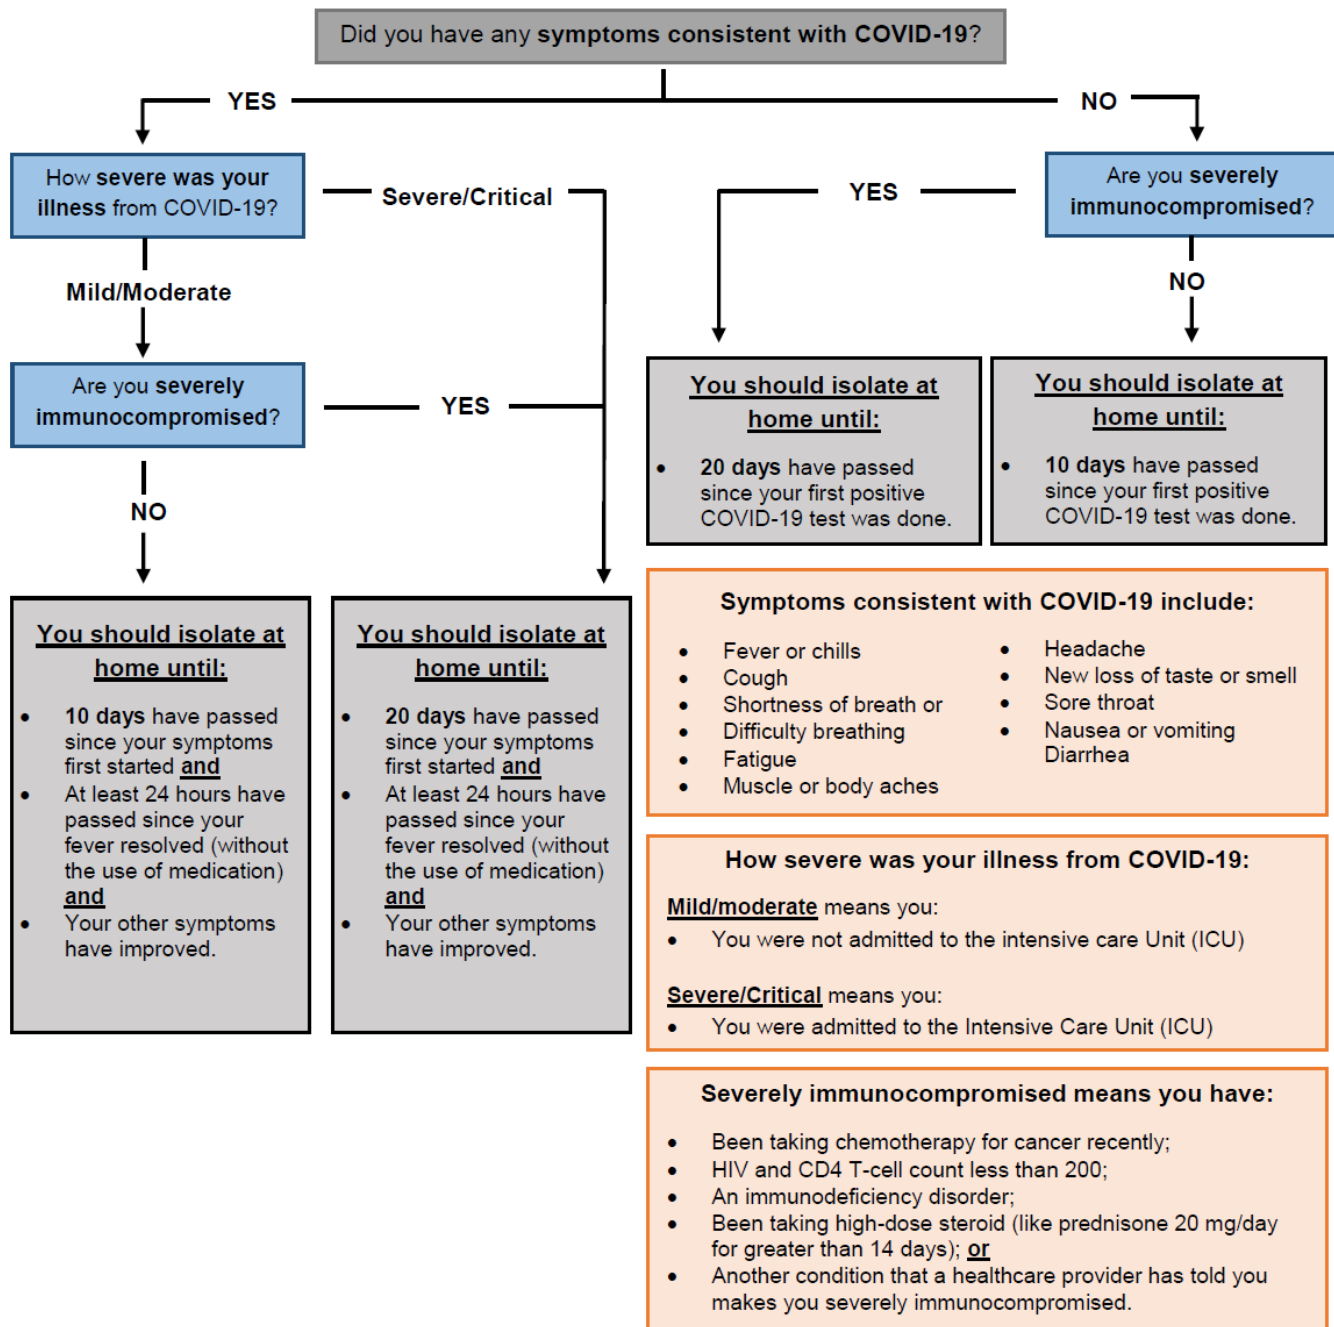 Did you have any symptoms consistent with COVID-19?
YES
NO
How severe was your
illness from COVID-19?
Severe/Critical
YES
Are you severely
immunocompromised?
Mild/Moderate
NO
Are you severely
immunocompromised?
YES
NO
You should isolate at
home until:
• 20 days have passed
since your first positive
COVID-19 test was done.
You should isolate at
home until:
• 10 days have passed
since your first positive
COVID-19 test was done.
You should isolate at
home until:
• 10 days have passed
since your symptoms
first started and
• At least 24 hours have
passed since your
fever resolved (without
the use of medication)
and
• Your other symptoms
have improved.
You should isolate at
home until:
• 20 days have passed
since your symptoms
first started and
• At least 24 hours have
passed since your
fever resolved (without
the use of medication)
and
• Your other symptoms
have improved.
Symptoms consistent with COVID-19 include:
• Fever or chills
• Cough
• Shortness of breath or
• Difficulty breathing
• Fatigue
• Muscle or body aches
• Headache
• New loss of taste or smell
• Sore throat
• Nausea or vomiting
Diarrhea
How severe was your illness from COVID-19:
Mild/moderate means you:
• You were not admitted to the intensive care Unit (ICU)
Severe/Critical means you:
• You were admitted to the Intensive Care Unit (ICU)
Severely immunocompromised means you have:
• Been taking chemotherapy for cancer recently;
• HIV and CD4 T-cell count less than 200;
• An immunodeficiency disorder;
• Been taking high-dose steroid (like prednisone 20 mg/day
for greater than 14 days); or
• Another condition that a healthcare provider has told you
makes you severely immunocompromised.